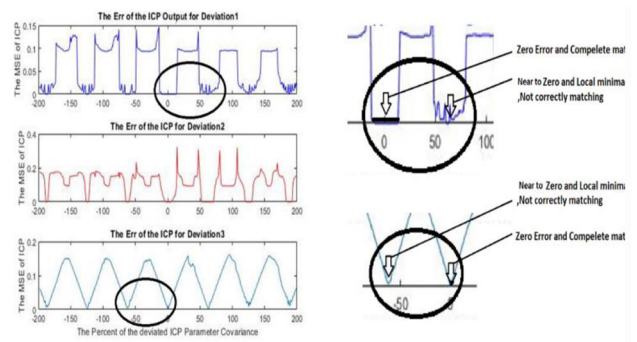 The Err of the ICP Output for Deviation1
The MSE of ICP
0.15
0.1
0.05
0
-200 -150 -100 -50 0 50 100 150 200
The Err of the ICP for Deviation2
The MSE of ICP
0.4
0.2
0
-200 -150 -100 -50 0 50 100 150 200
The Err of the ICP for Deviation3
The MSE of ICP
0.2
0.1
0
-200 -150 -100 -50 0 50 100 150 200
The Percent of the deviated ICP Parameter Covariance
Zero Error and Compelete mat
Near to Zero and Local minima
,Not correctly matching
0 50 100
Near to Zero and Local minima
,Not correctly matching
Zero Error and Compelete mat
-50 0